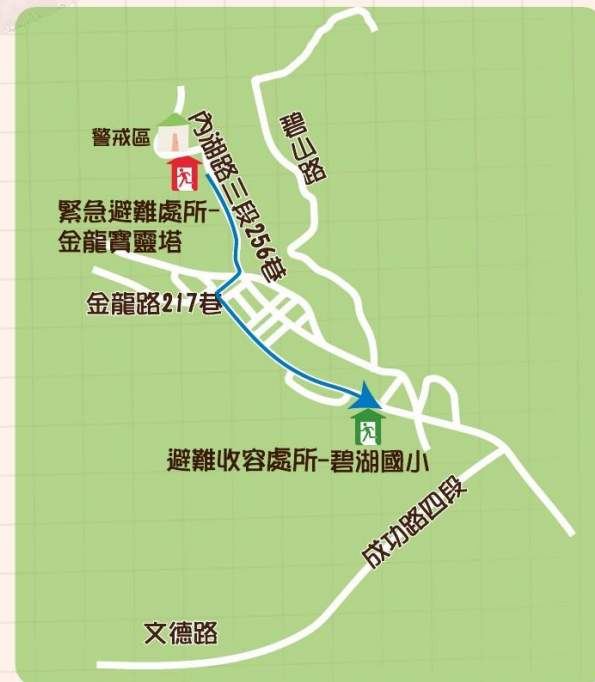 內湖路三段256巷
碧山路
警戒區
緊急避難處所-
金龍寶靈塔
金龍路217巷
避難收容處所-碧湖國小
成功路四段
文德路